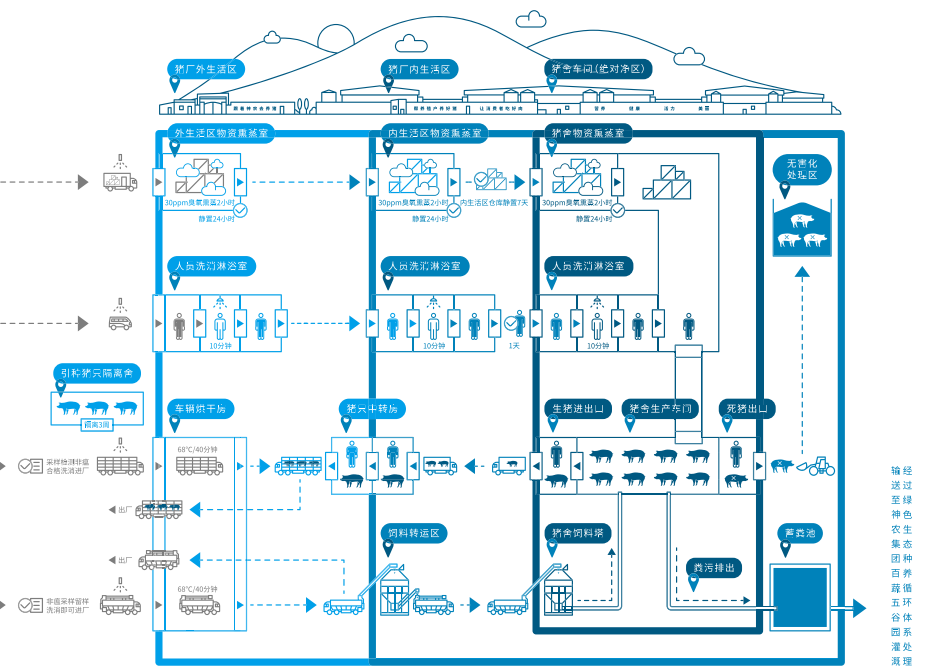 猪厂外生活区
猪厂内生活区
猪舍车间(绝对净区)
外生活区物资熏蒸室
内生活区物资熏蒸室
猪舍物资熏蒸室
无害化
处理区
30ppm臭氧熏蒸2小时
静置24小时
30ppm臭氧熏蒸2小时
静置24小时
内生活区仓库静置7天
30ppm臭氧熏蒸2小时
静置24小时
人员洗消淋浴室
人员洗消淋浴室
人员洗消淋浴室
10分钟
10分钟
1天
10分钟
引种猪只隔离舍
隔离3周
车辆烘干房
猪只中转房
生猪进出口
猪舍生产车间
死猪出口
68℃/40分钟
采样检测非瘟
合格洗消进厂
出厂
饲料转运区
猪舍饲料塔
粪污排出
蓄粪池
出厂
68℃/40分钟
非瘟采样留样
洗消即可进厂
输经
送过
至绿
神色
农生
集态
团种
百养
蔬循
五环
谷体
园系
灌处
溉理